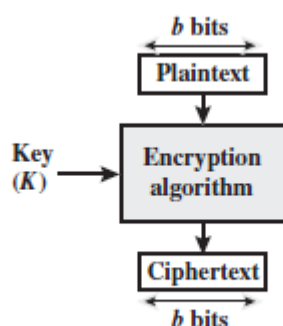 b bits
Plaintext
Key
(K)
Encryption
algorithm
Ciphertext
b bits